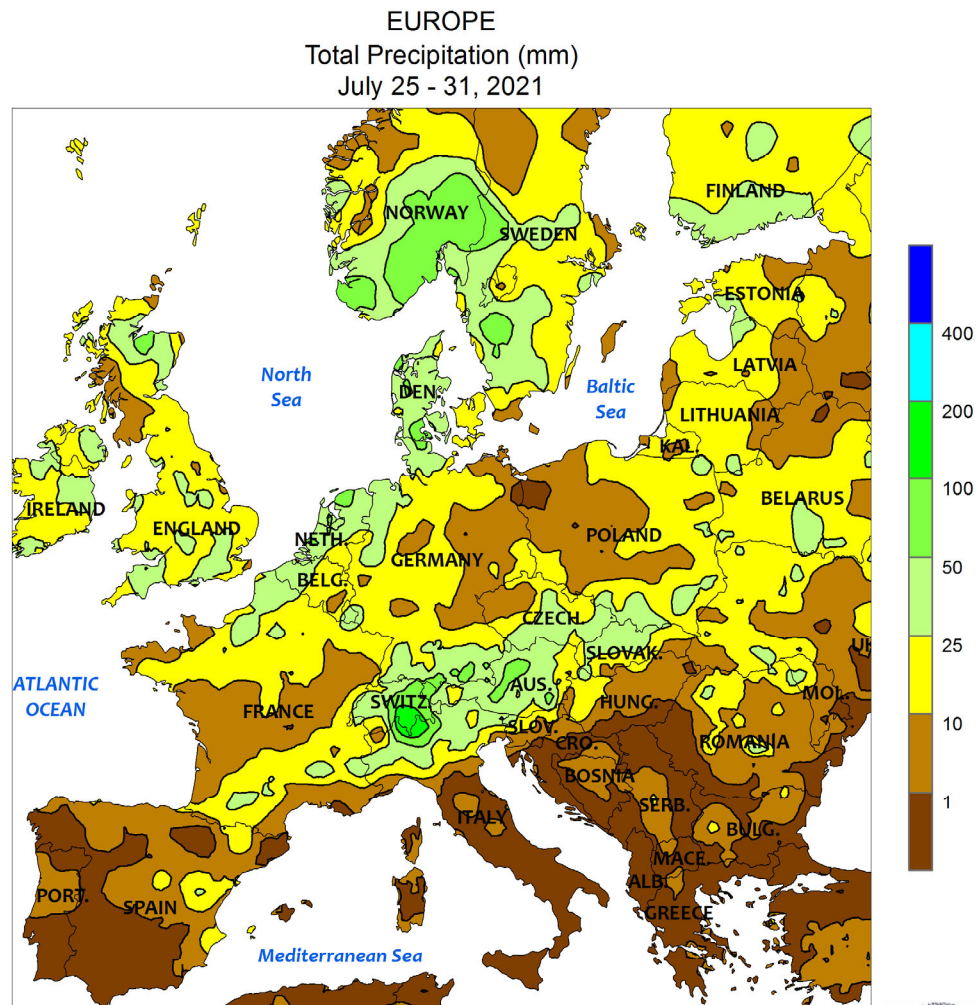 EUROPE
Total Precipitation (mm)
July 25 - 31, 2021
FINLAND
NORWAY
SWEDEN
ESTONIA
400
North
Sea
LATVIA
Baltic
Sea
DEN.
LITHUANIA
200
KAL.
BELARUS
100
IRELAND
ENGLAND
NETH.
POLAND
GERMANY
BELG.
50
CZECH.
25
SLOVAK.
ATLANTIC
OCEAN
AUS.
MOL.
SWITZ.
HUNG.
FRANCE
10
SLOV.
CRO.
ROMANIA
BOSNIA
1
SERB.
ITALY
BULG.
MACE.
ALB.
PORT.
SPAIN
GREECE
Mediterranean Sea